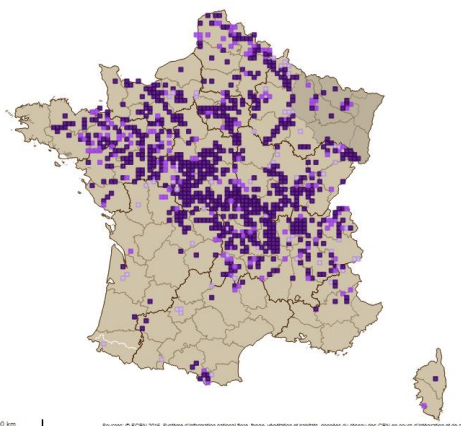 0 km
Sources: © FCBN 2016, Système d'information national flore, fonge, végétation et habitats, données du réseau des CBN en cours d'intégration et de